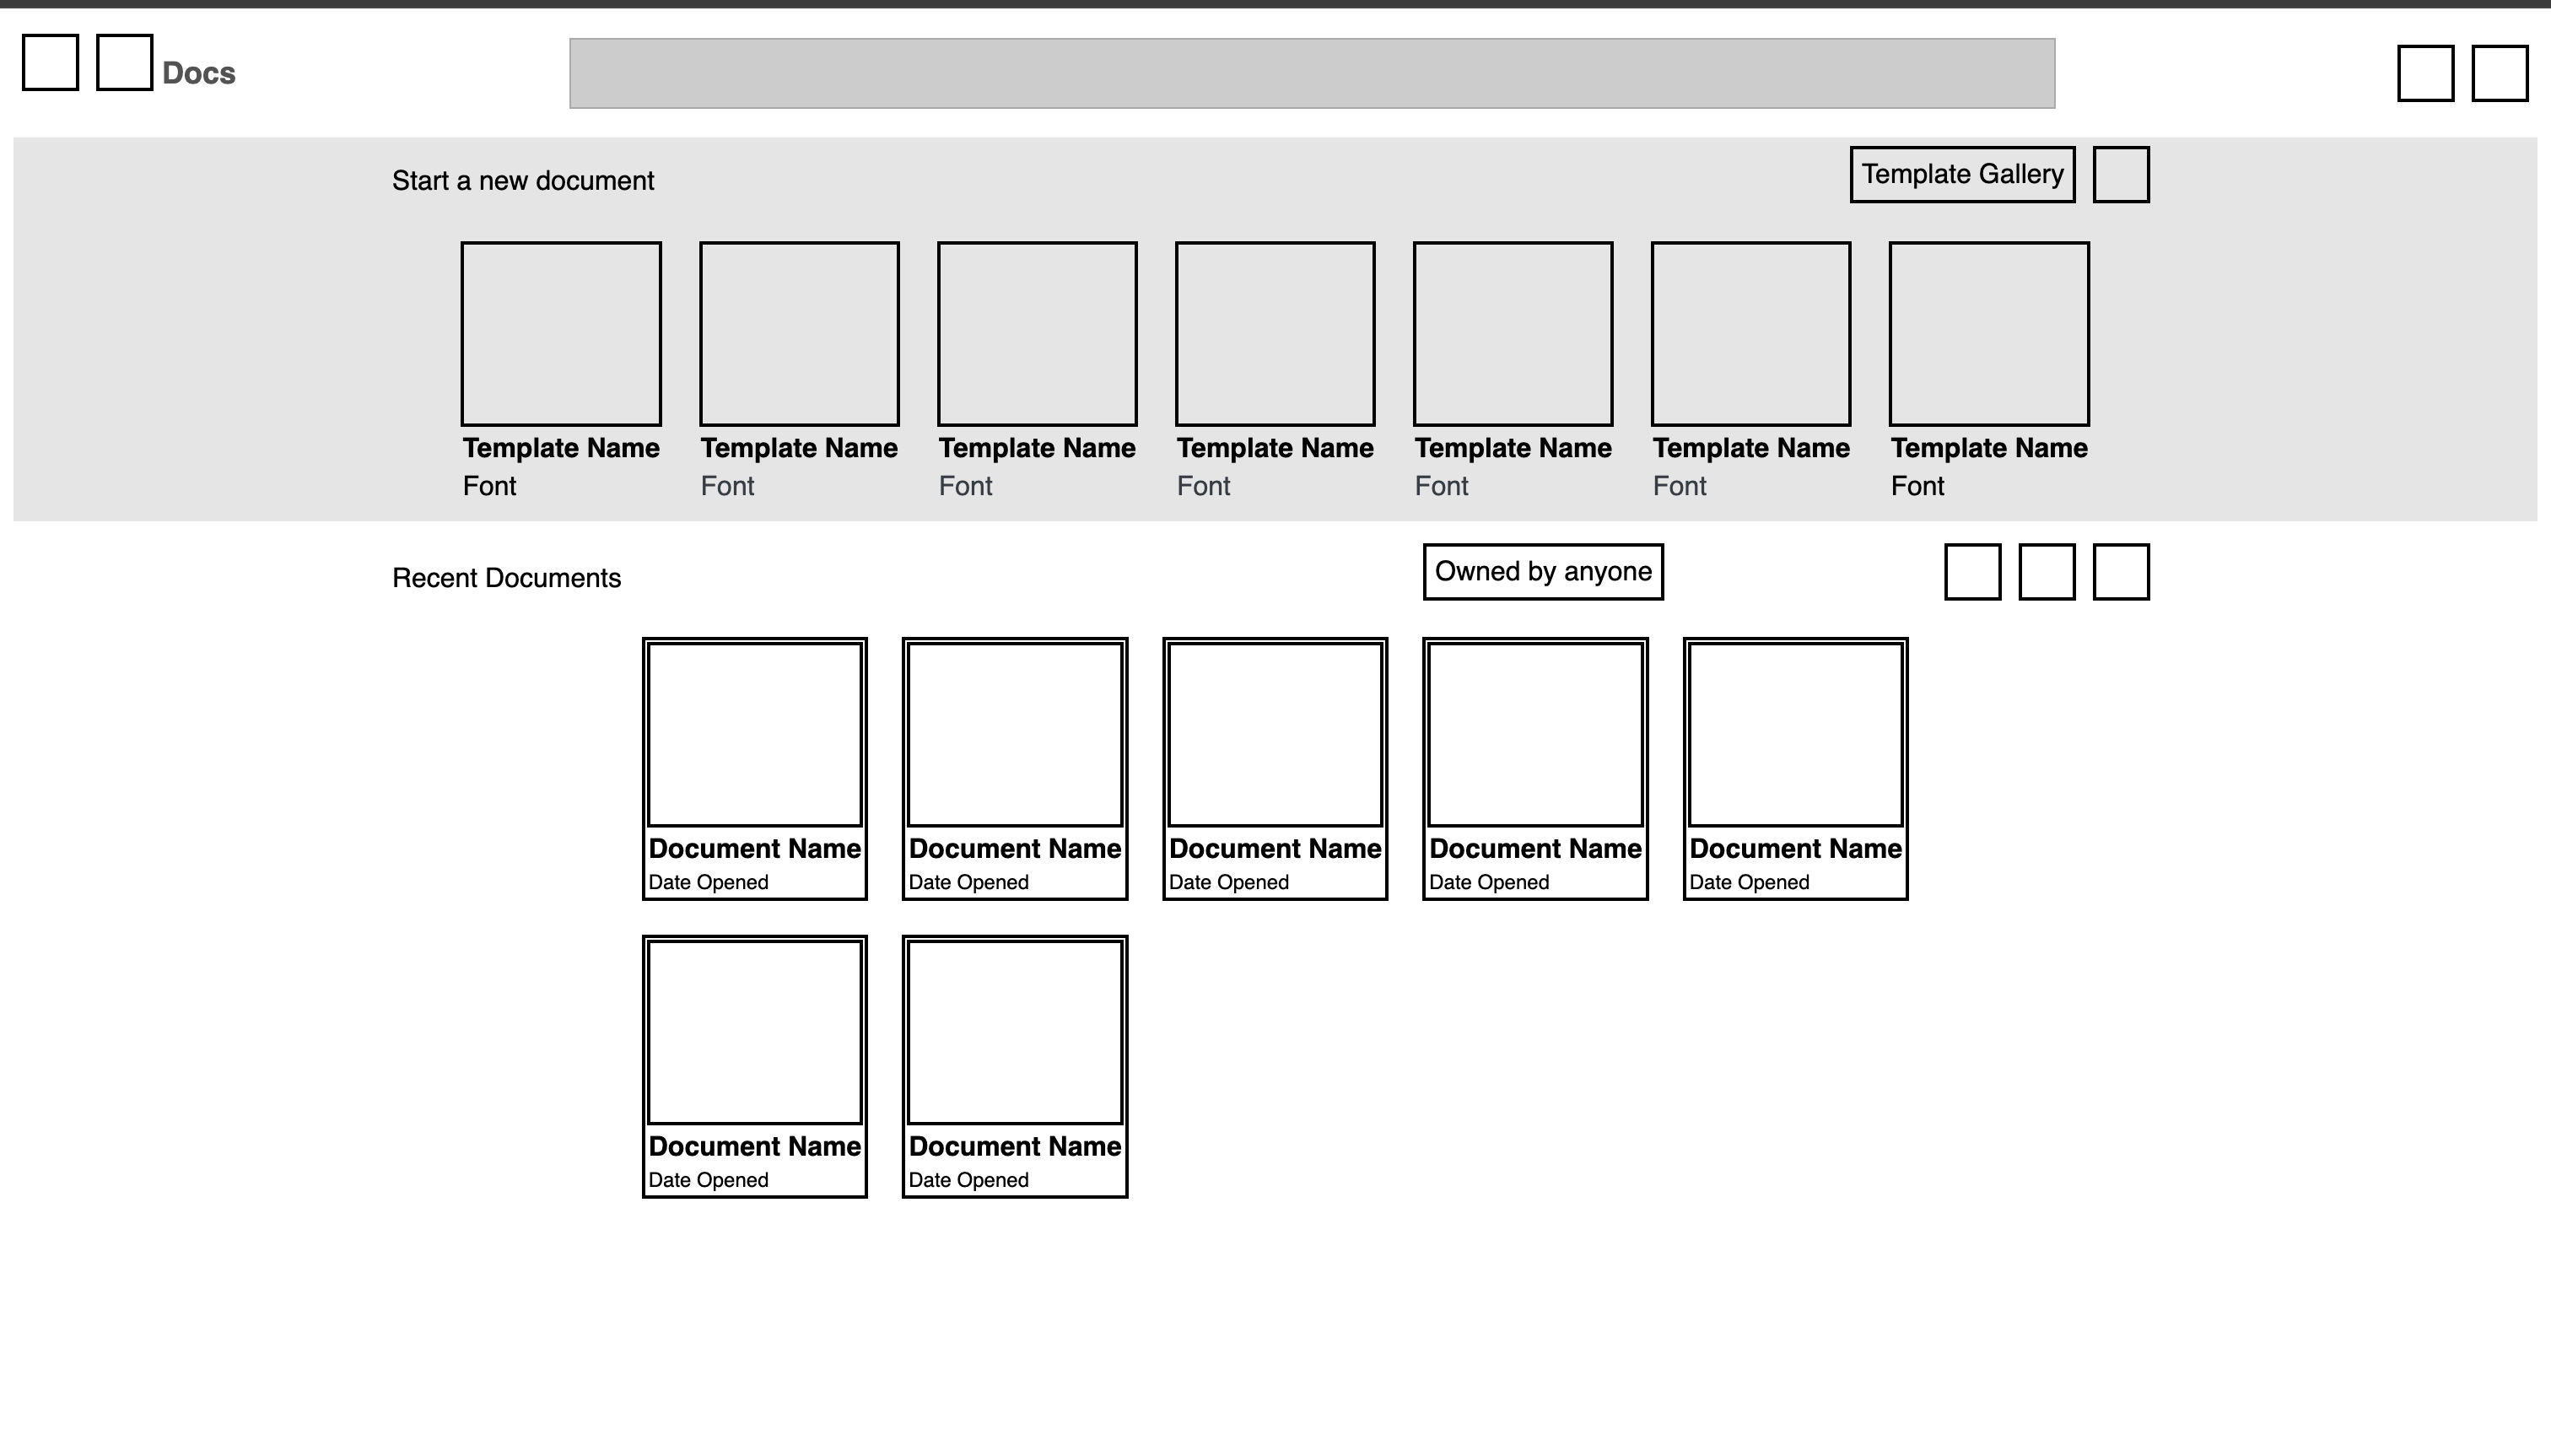 Docs
Start a new document
Template Gallery
Template Name Template Name Template Name Template Name Template Name Template Name Template Name
Font Font Font Font Font Font Font
Recent Documents
Owned by anyone
Document Name Document Name Document Name Document Name Document Name
Date Opened Date Opened Date Opened Date Opened Date Opened
Document Name Document Name
Date Opened Date Opened